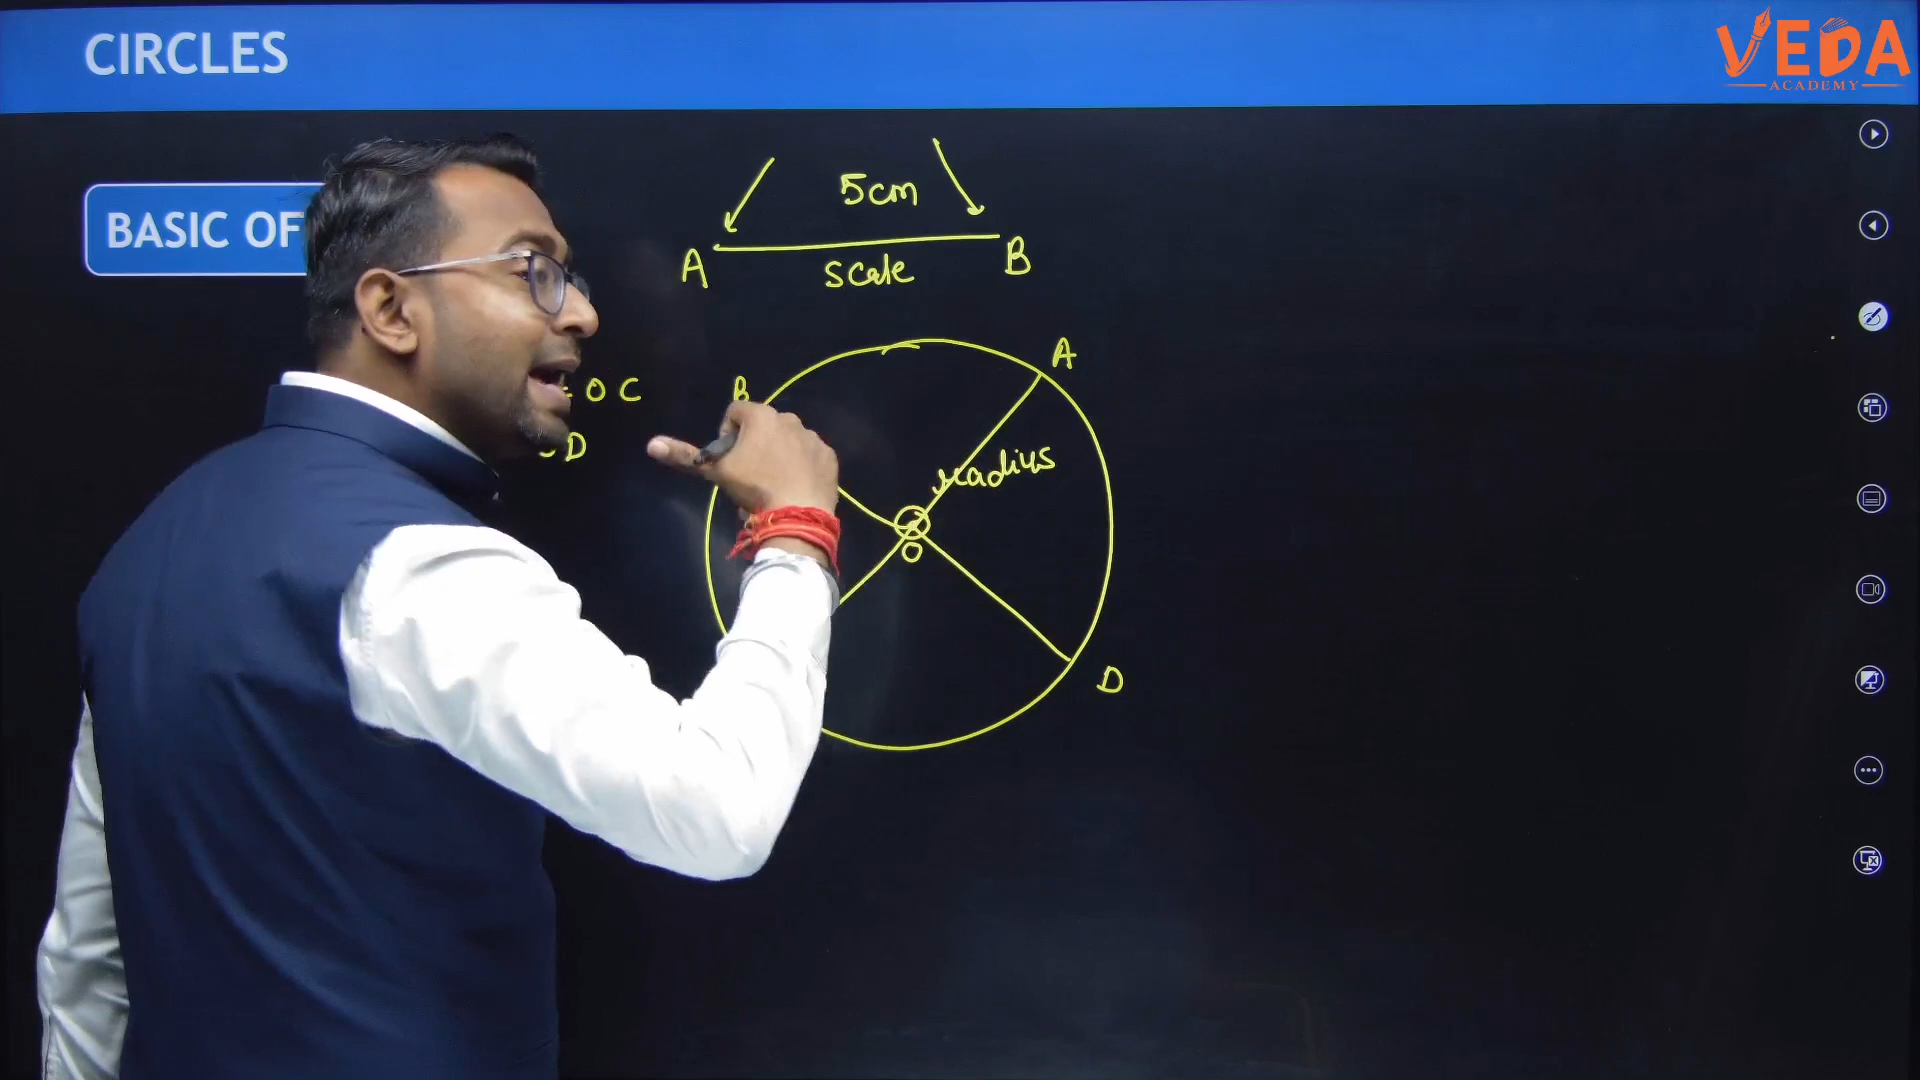 CIRCLES
VEDA
ACADEMY
BASIC OF
5cm
A
B
scale
A
B
= O C
O D
radius
O
D